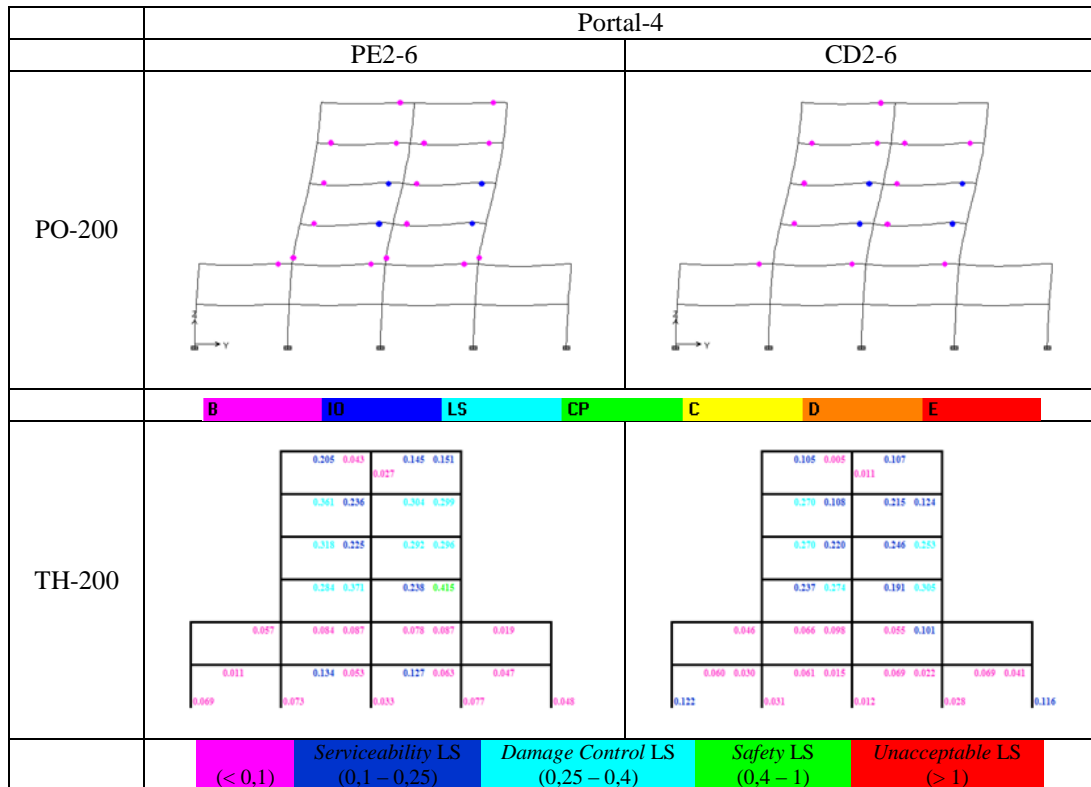 Portal-4
PE2-6 CD2-6
PO-200
Z
Y
Z
Y
B IO LS CP C D E
TH-200
0.205 0.043 0.145 0.151
0.027
0.361 0.236 0.304 0.299
0.318 0.225 0.292 0.296
0.284 0.371 0.238 0.415
0.057 0.084 0.087 0.078 0.087 0.019
0.011 0.134 0.053 0.127 0.063 0.047
0.069 0.073 0.033 0.077 0.048
0.105 0.005 0.107
0.011
0.270 0.108 0.215 0.124
0.270 0.220 0.246 0.253
0.237 0.274 0.191 0.305
0.046 0.066 0.098 0.055 0.101
0.060 0.030 0.061 0.015 0.069 0.022 0.069 0.041
0.122 0.031 0.012 0.028 0.116
Serviceability LS Damage Control LS Safety LS Unacceptable LS
(< 0,1) (0,1 – 0,25) (0,25 – 0,4) (0,4 – 1) (> 1)